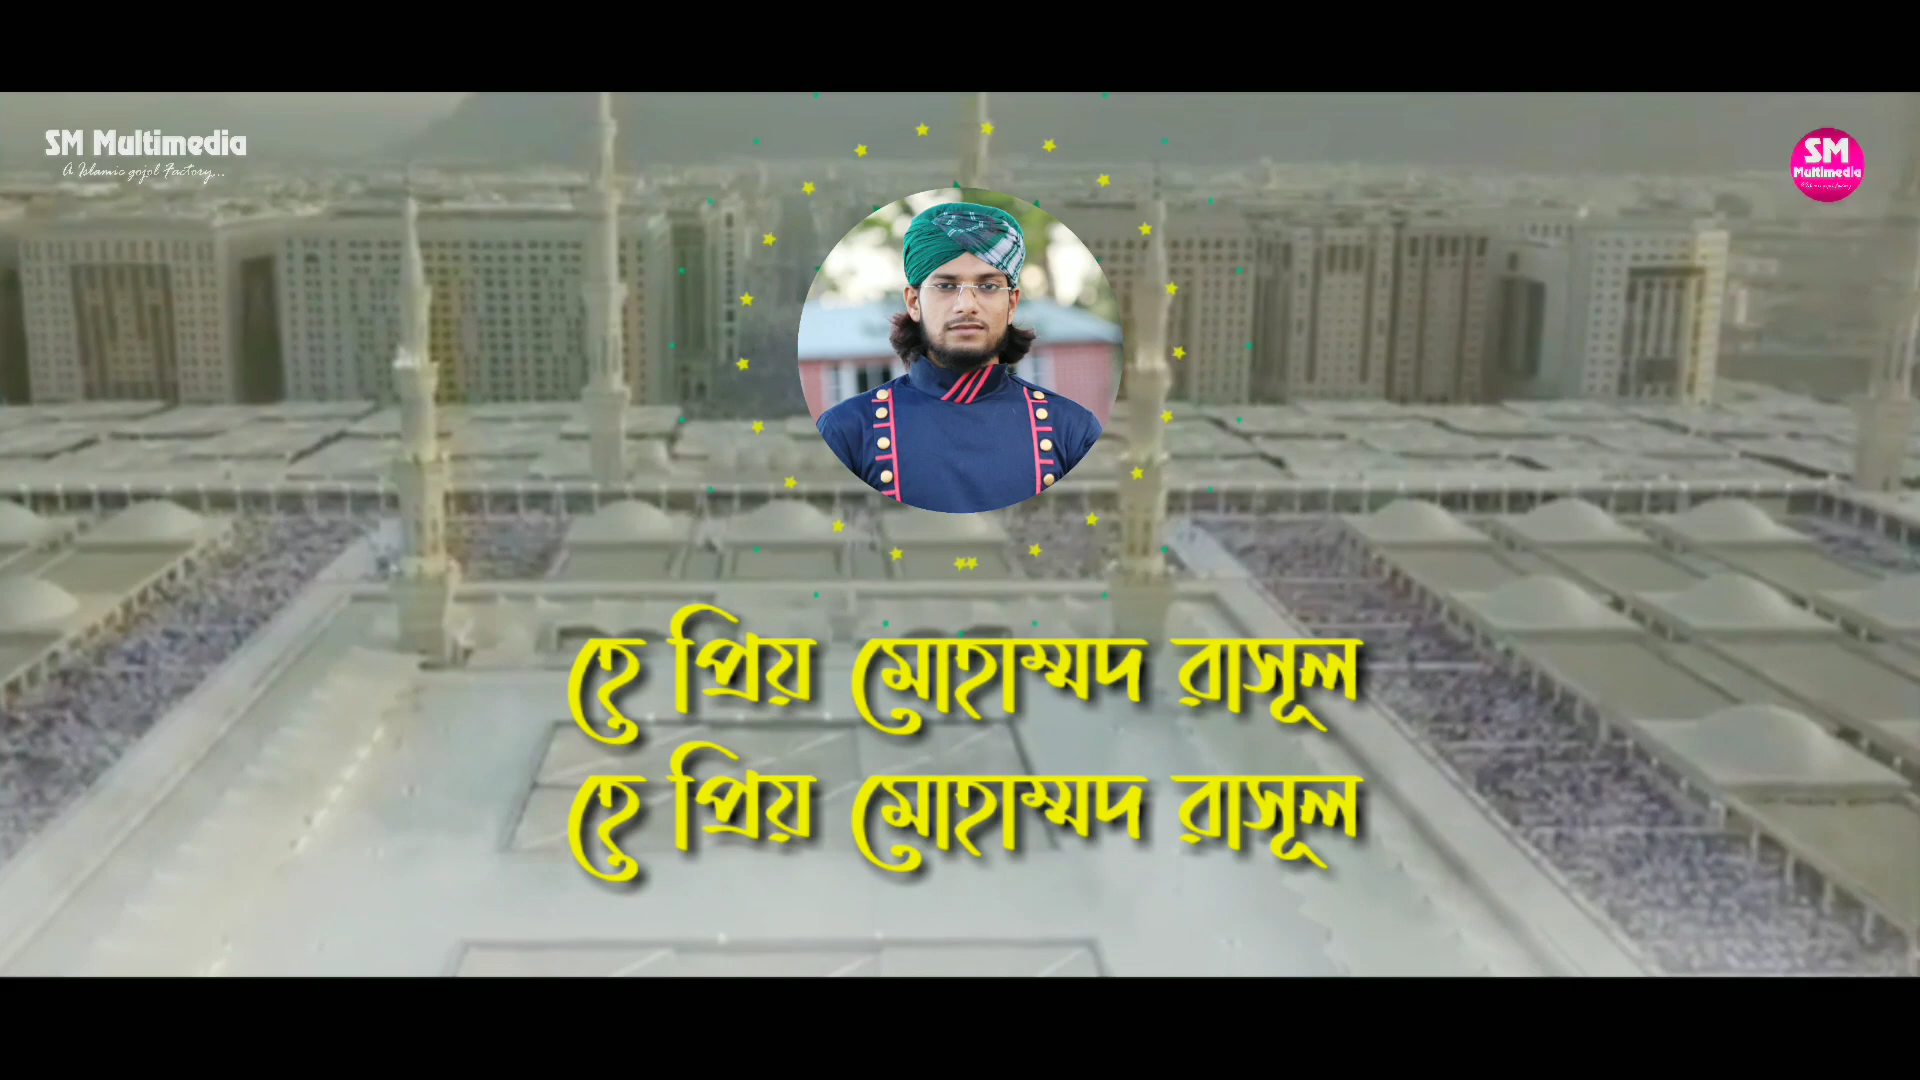 SM Multimedia
A Islamic gojol Factory...
SM
Multimedia
হে প্রিয় মোহাম্মদ রাসূল
হে প্রিয় মোহাম্মদ রাসূল